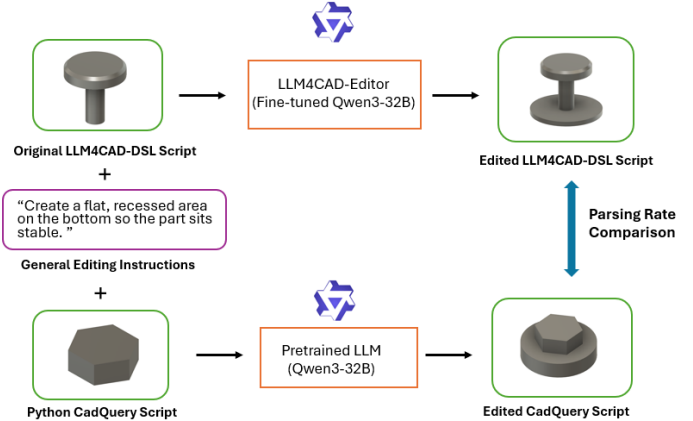 LLM4CAD-Editor
(Fine-tuned Qwen3-32B)
Original LLM4CAD-DSL Script
Edited LLM4CAD-DSL Script
+
“Create a flat, recessed area
on the bottom so the part sits
stable. ”
General Editing Instructions
Parsing Rate
Comparison
+
Pretrained LLM
(Qwen3-32B)
Python CadQuery Script
Edited CadQuery Script